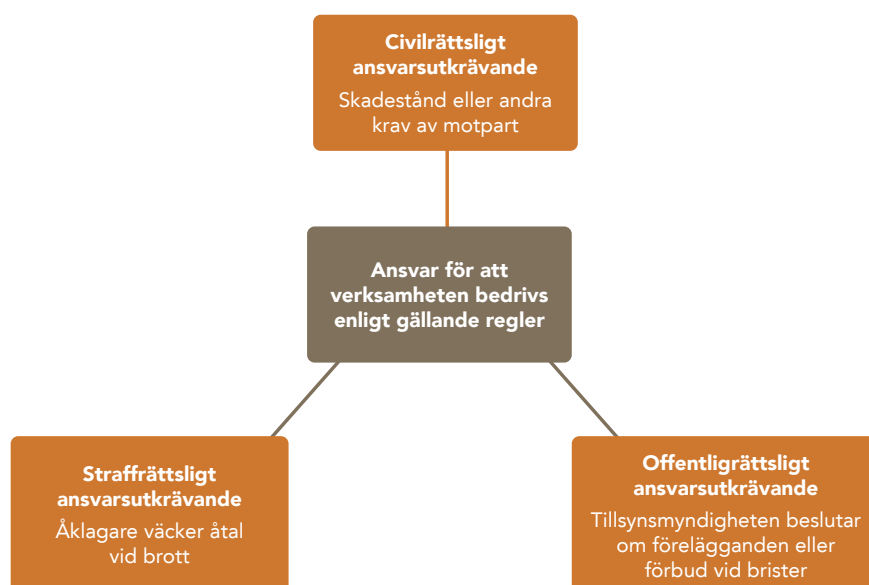 Civilrättsligt
ansvarsutkrävande
Skadestånd eller andra
krav av motpart
Ansvar för att
verksamheten bedrivs
enligt gällande regler
Straffrättsligt
ansvarsutkrävande
Åklagare väcker åtal
vid brott
Offentligrättsligt
ansvarsutkrävande
Tillsynsmyndigheten beslutar
om förelägganden eller
förbud vid brister